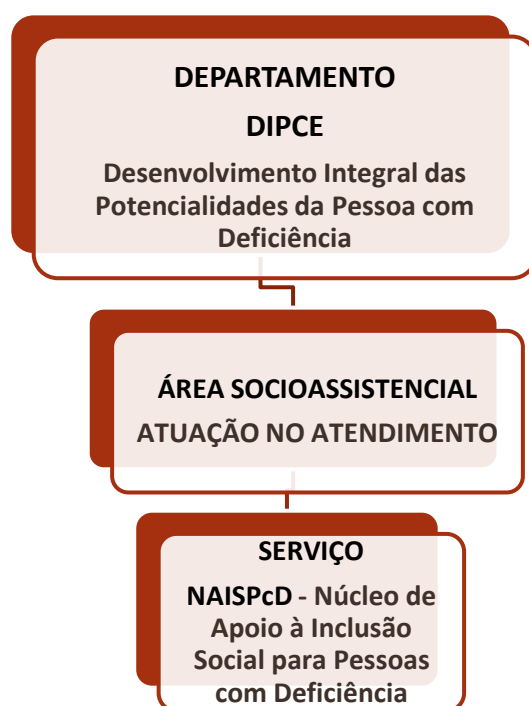 DEPARTAMENTO
DIPCE
Desenvolvimento Integral das
Potencialidades da Pessoa com
Deficiência
ÁREA SOCIOASSISTENCIAL
ATUAÇÃO NO ATENDIMENTO
SERVIÇO
NAISPcD - Núcleo de
Apoio à Inclusão
Social para Pessoas
com Deficiência